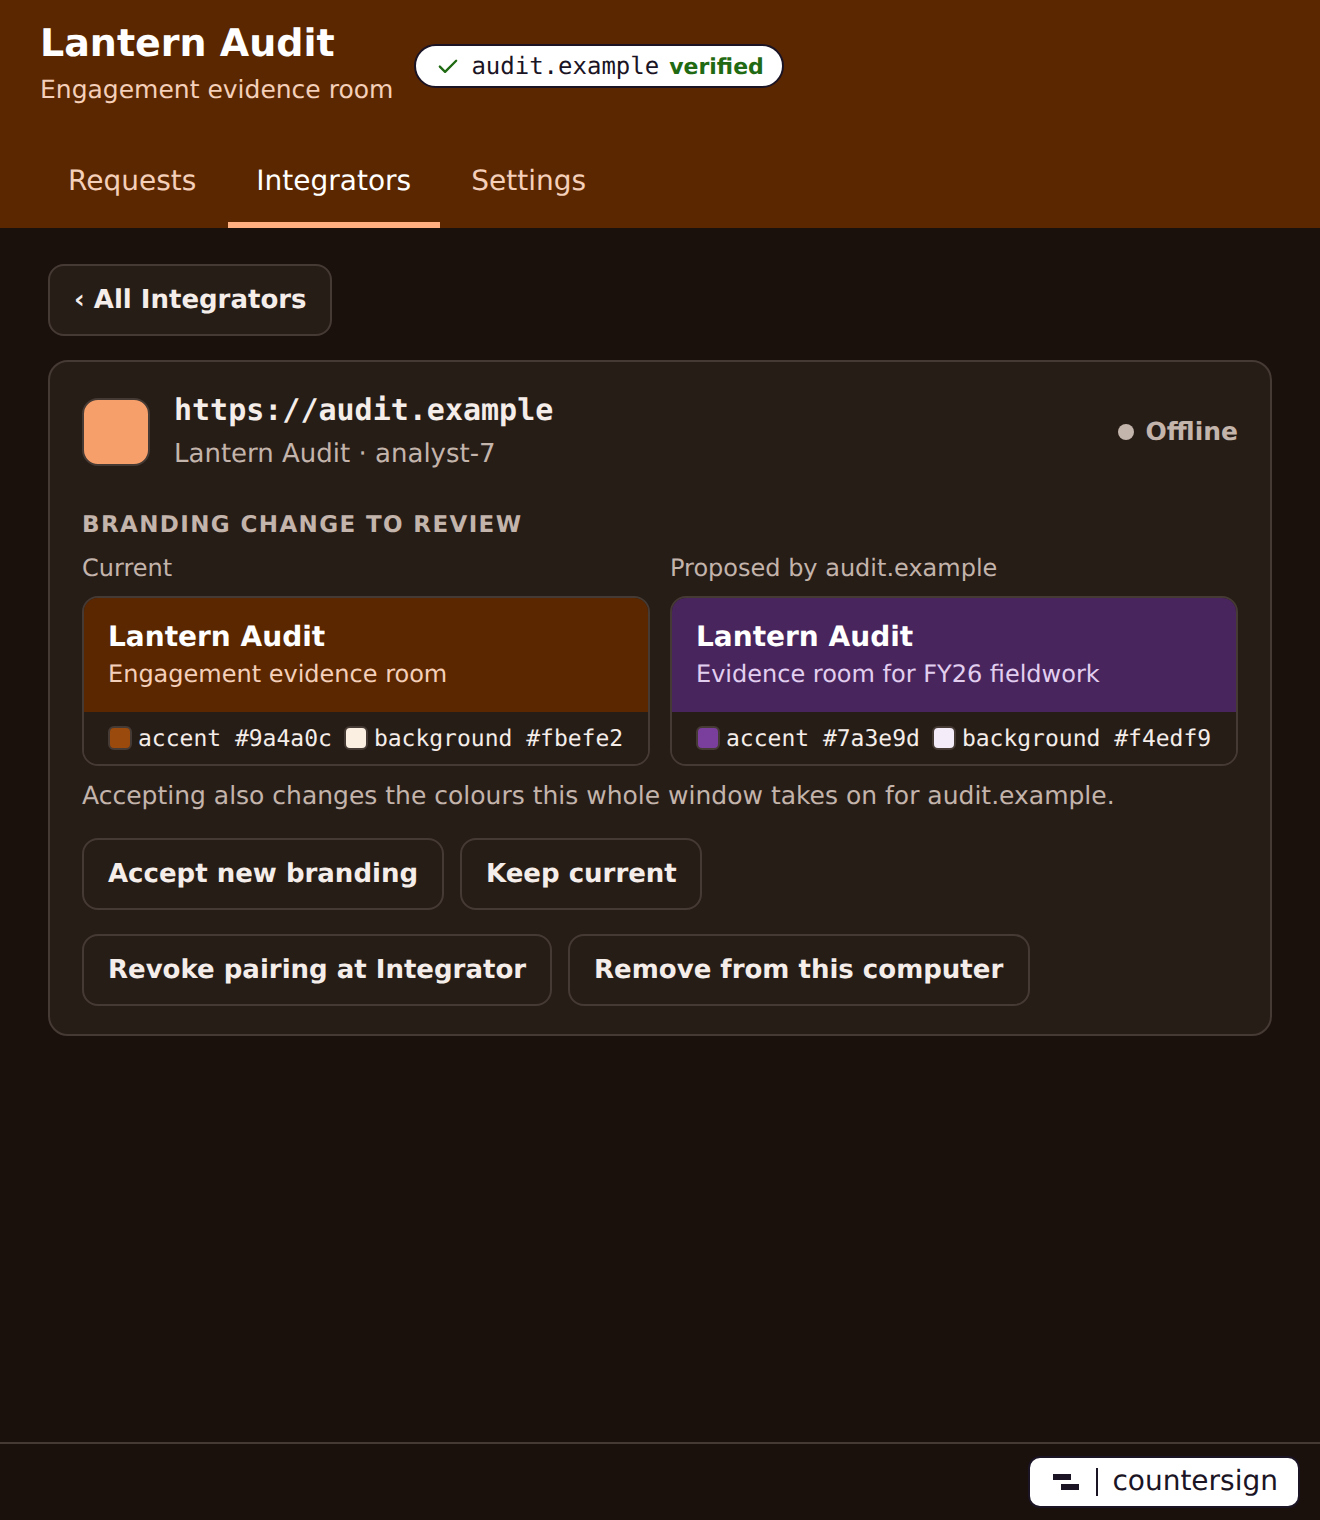 Lantern Audit
Engagement evidence room
audit.example verified
Requests Integrators Settings
‹ All Integrators
https://audit.example
Lantern Audit · analyst-7
Offline
BRANDING CHANGE TO REVIEW
Current
Lantern Audit
Engagement evidence room
accent #9a4a0c background #fbefe2
Proposed by audit.example
Lantern Audit
Evidence room for FY26 fieldwork
accent #7a3e9d background #f4edf9
Accepting also changes the colours this whole window takes on for audit.example.
Accept new branding Keep current
Revoke pairing at Integrator Remove from this computer
countersign